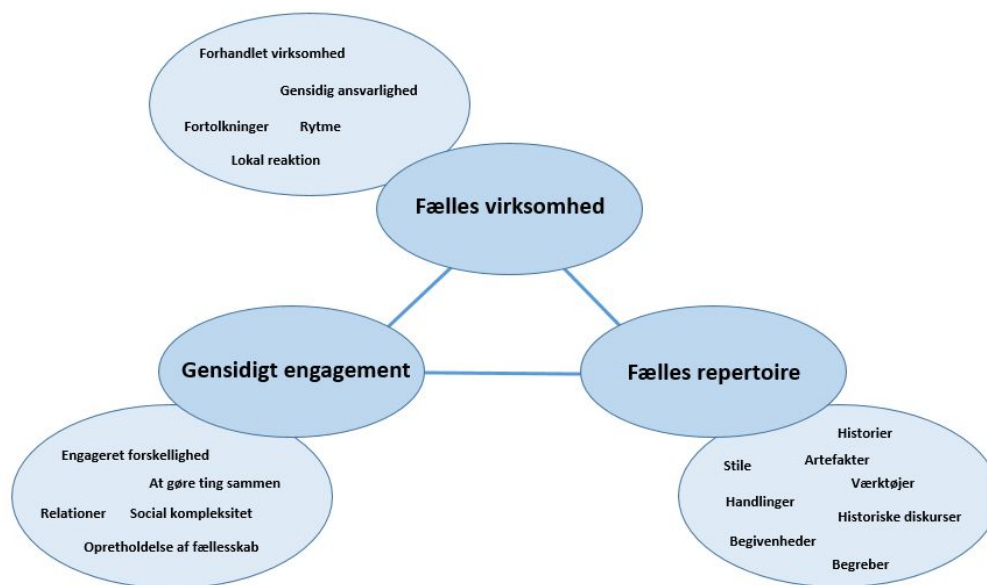 Forhandlet virksomhed
Gensidig ansvarlighed
Fortolkninger
Rytme
Lokal reaktion
Fælles virksomhed
Gensidigt engagement
Fælles repertoire
Engageret forskellighed
At gøre ting sammen
Relationer
Social kompleksitet
Opretholdelse af fællesskab
Historier
Stile
Artefakter
Værktøjer
Handlinger
Historiske diskurser
Begivenheder
Begreber